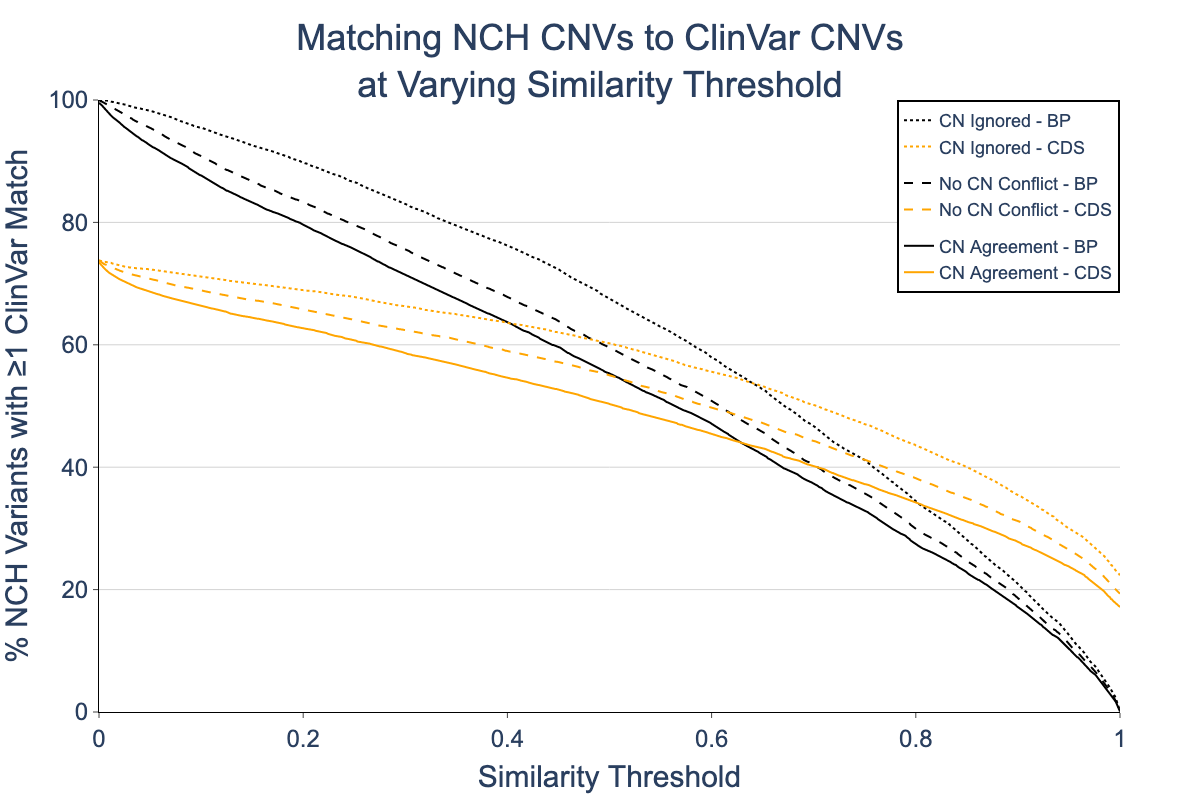 Matching NCH CNVs to ClinVar CNVs
at Varying Similarity Threshold
% NCH Variants with ≥1 ClinVar Match
100
80
60
40
20
0
CN Ignored - BP
CN Ignored - CDS
No CN Conflict - BP
No CN Conflict - CDS
CN Agreement - BP
CN Agreement - CDS
0 0.2 0.4 0.6 0.8 1
Similarity Threshold